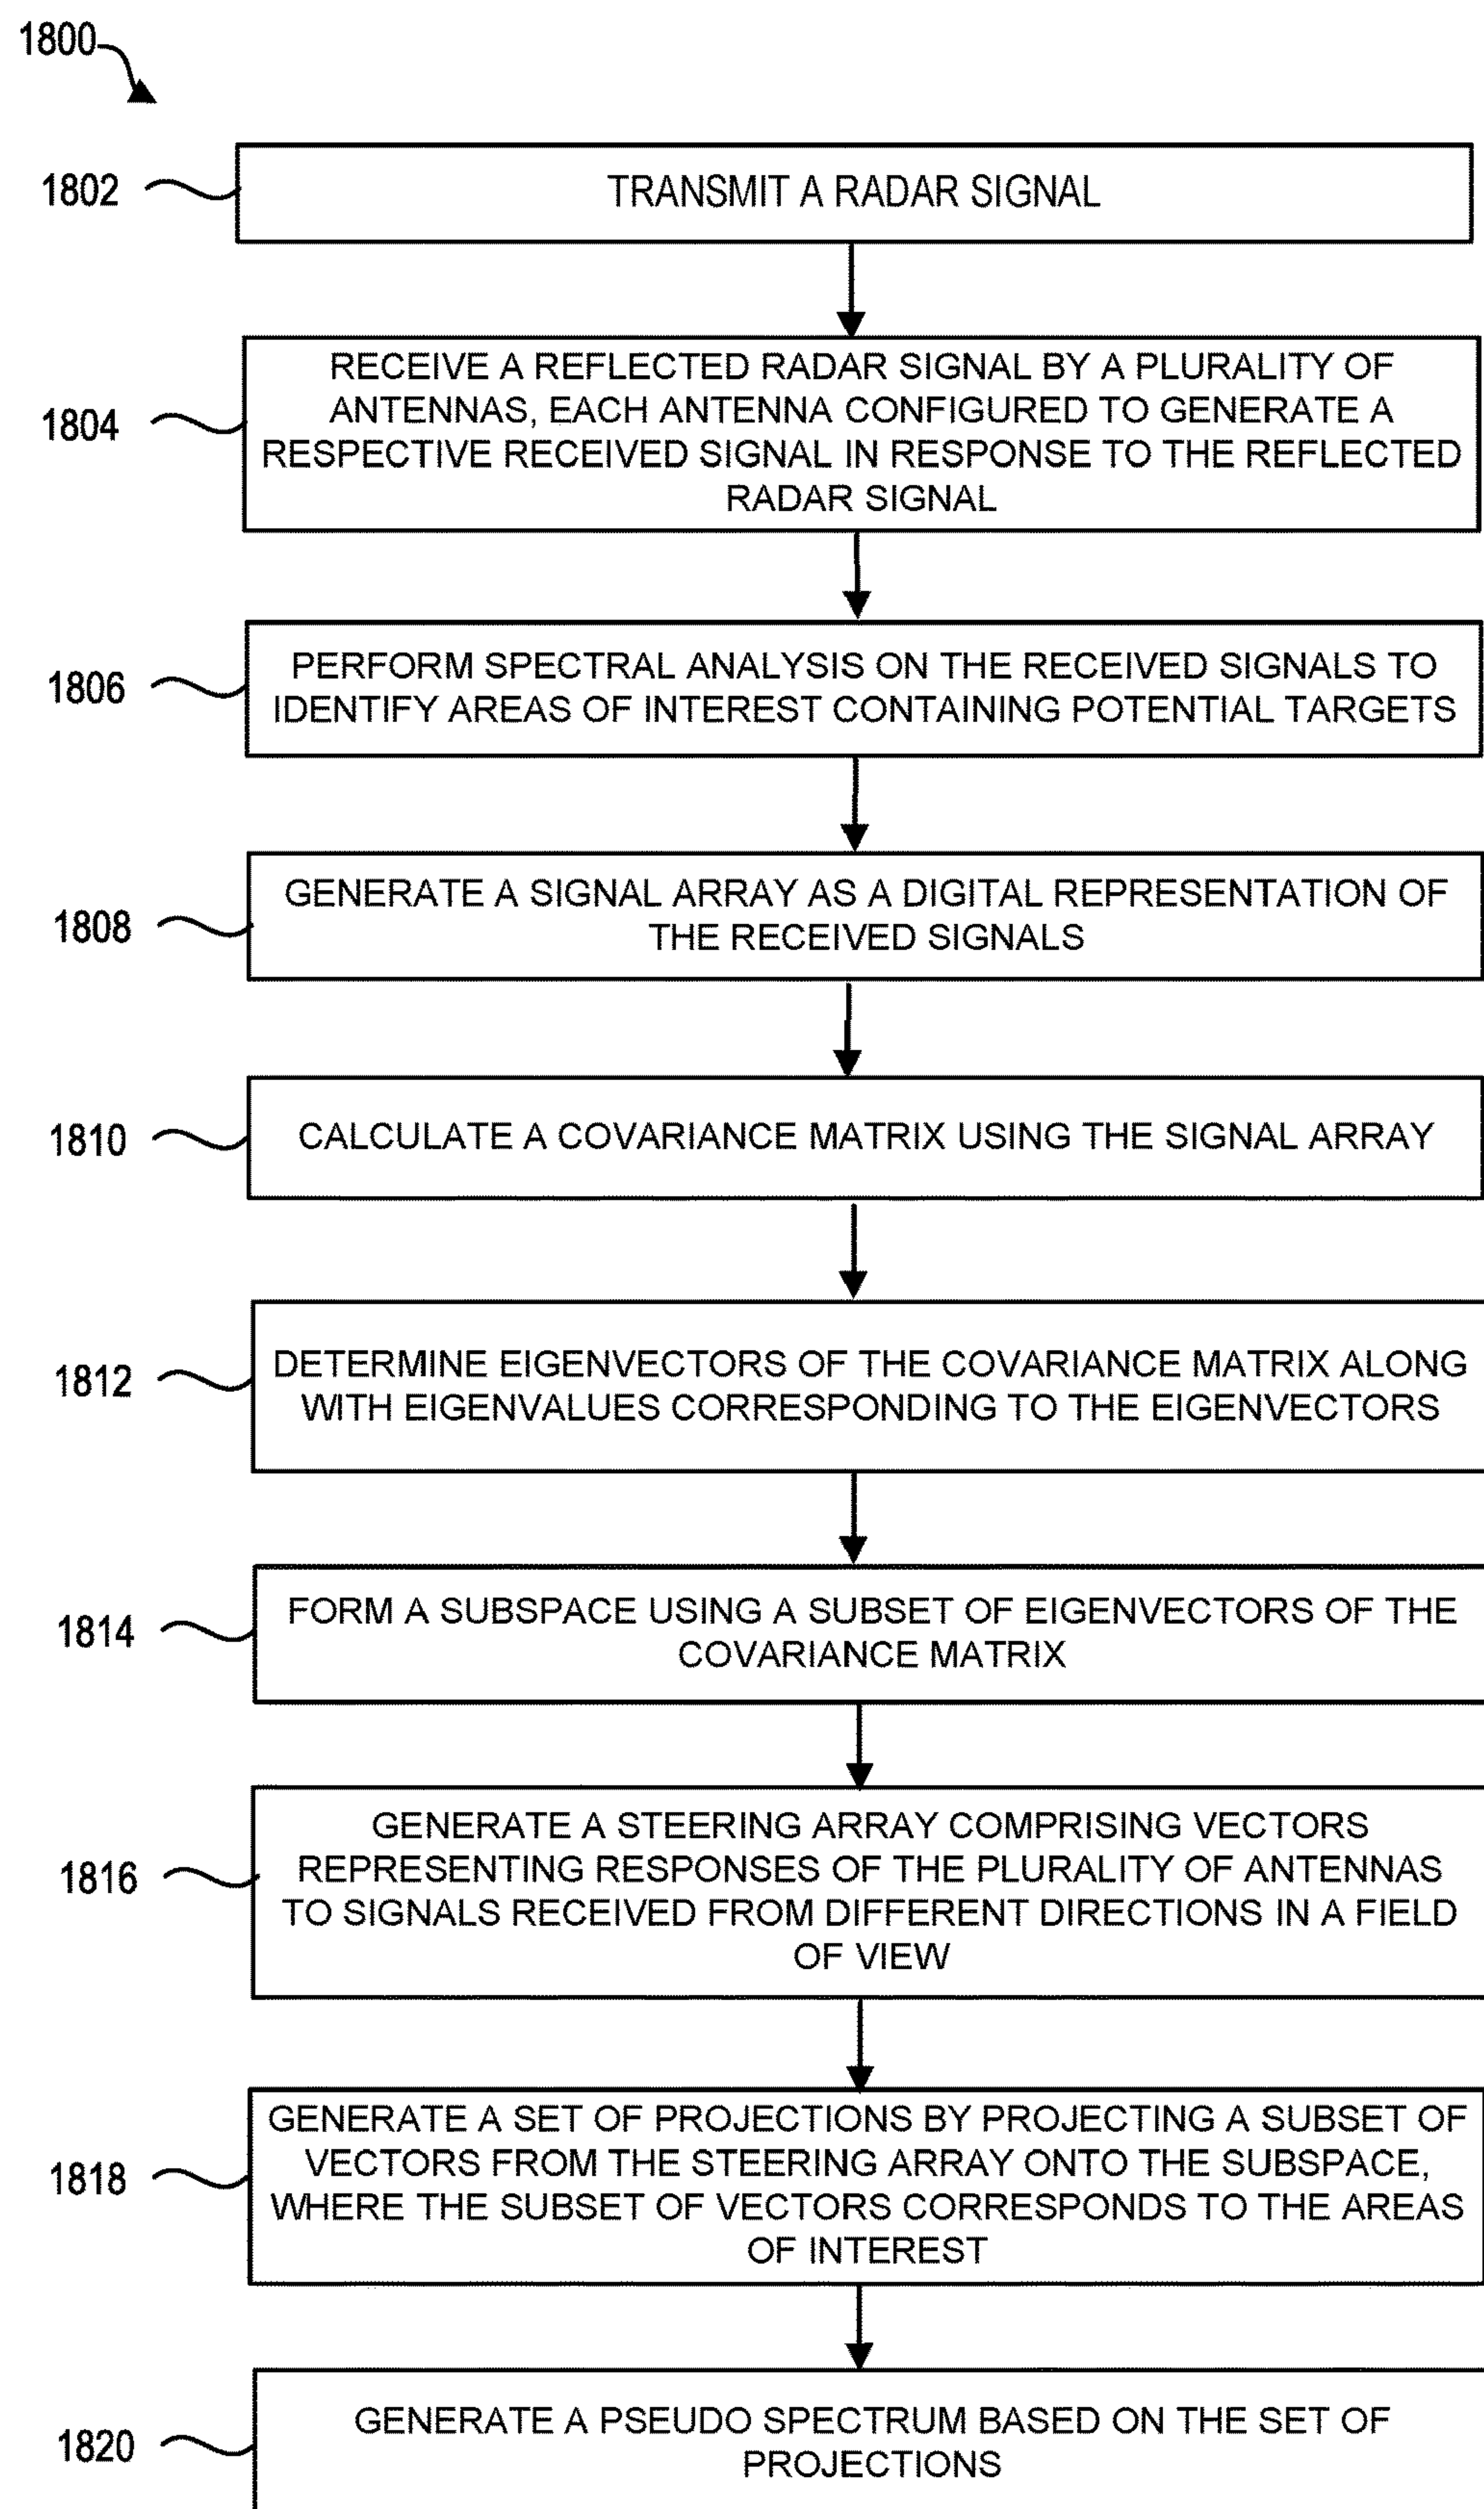 1800
1802
TRANSMIT A RADAR SIGNAL
1804
RECEIVE A REFLECTED RADAR SIGNAL BY A PLURALITY OF
ANTENNAS, EACH ANTENNA CONFIGURED TO GENERATE A
RESPECTIVE RECEIVED SIGNAL IN RESPONSE TO THE REFLECTED
RADAR SIGNAL
1806
PERFORM SPECTRAL ANALYSIS ON THE RECEIVED SIGNALS TO
IDENTIFY AREAS OF INTEREST CONTAINING POTENTIAL TARGETS
1808
GENERATE A SIGNAL ARRAY AS A DIGITAL REPRESENTATION OF
THE RECEIVED SIGNALS
1810
CALCULATE A COVARIANCE MATRIX USING THE SIGNAL ARRAY
1812
DETERMINE EIGENVECTORS OF THE COVARIANCE MATRIX ALONG
WITH EIGENVALUES CORRESPONDING TO THE EIGENVECTORS
1814
FORM A SUBSPACE USING A SUBSET OF EIGENVECTORS OF THE
COVARIANCE MATRIX
1816
GENERATE A STEERING ARRAY COMPRISING VECTORS
REPRESENTING RESPONSES OF THE PLURALITY OF ANTENNAS
TO SIGNALS RECEIVED FROM DIFFERENT DIRECTIONS IN A FIELD
OF VIEW
1818
GENERATE A SET OF PROJECTIONS BY PROJECTING A SUBSET OF
VECTORS FROM THE STEERING ARRAY ONTO THE SUBSPACE,
WHERE THE SUBSET OF VECTORS CORRESPONDS TO THE AREAS
OF INTEREST
1820
GENERATE A PSEUDO SPECTRUM BASED ON THE SET OF
PROJECTIONS